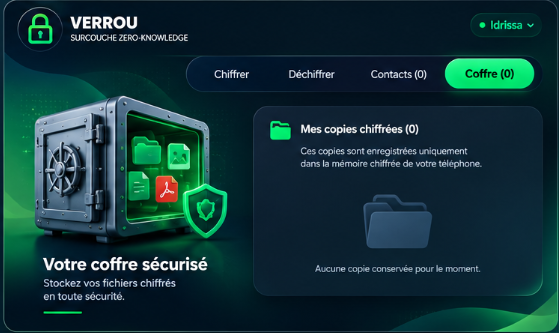 VERROU
SURCOUCHE ZERO-KNOWLEDGE
Idrissa
Chiffrer
Déchiffrer
Contacts (0)
Coffre (0)
Mes copies chiffrées (0)
Ces copies sont enregistrées uniquement
dans la mémoire chiffrée de votre téléphone.
Aucune copie conservée pour le moment.
Votre coffre sécurisé
Stockez vos fichiers chiffrés
en toute sécurité.